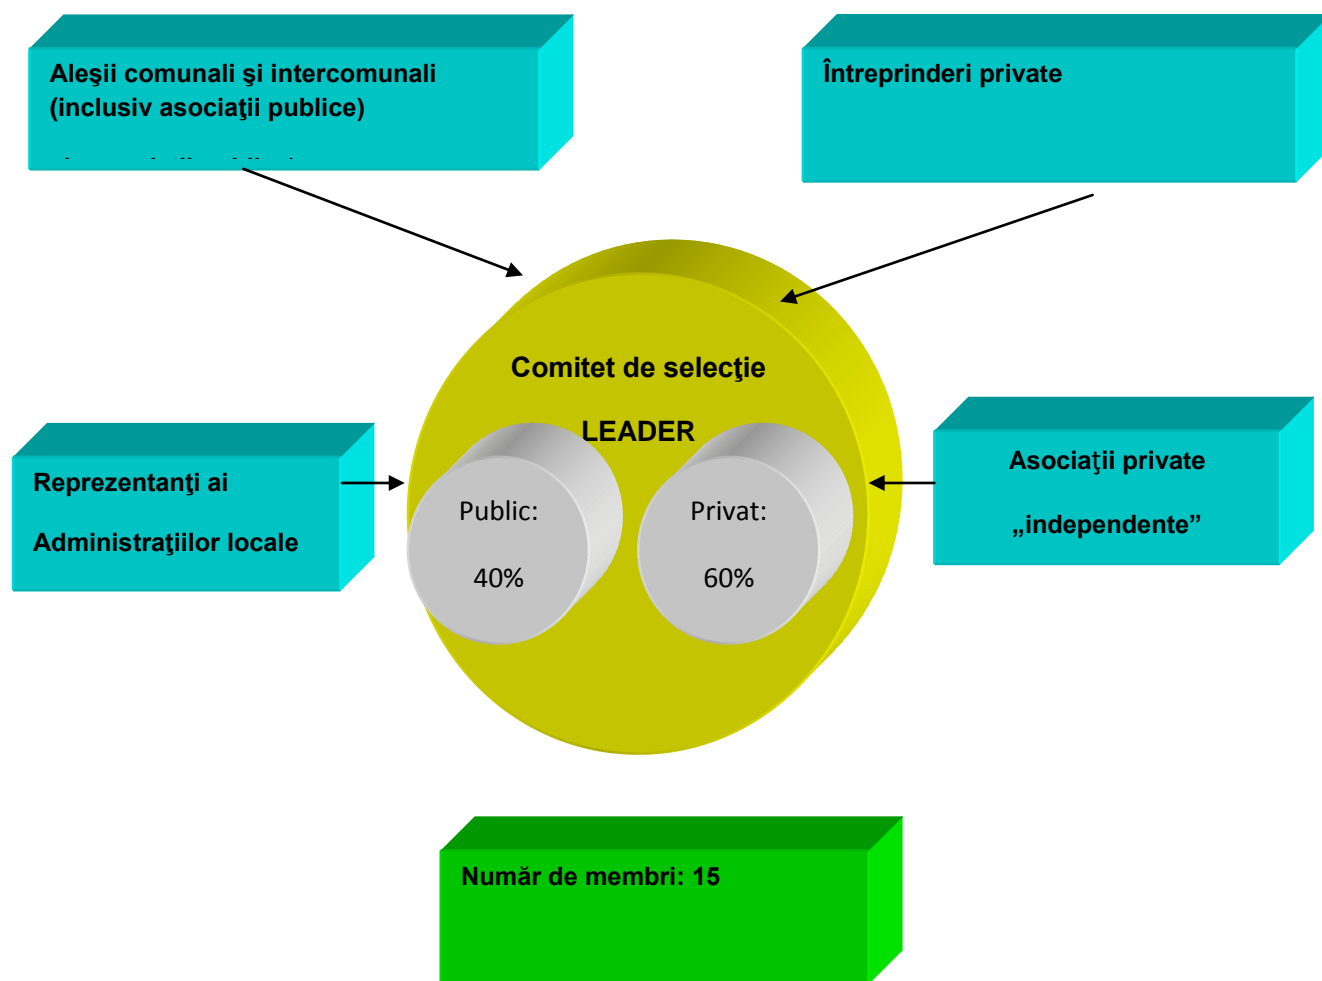 Aleşii comunali şi intercomunali
(inclusiv asociaţii publice)
Întreprinderi private
Comitet de selecţie
LEADER
Reprezentanţi ai
Administraţiilor locale
Public:
40%
Privat:
60%
Asociaţii private
„independente”
Număr de membri: 15